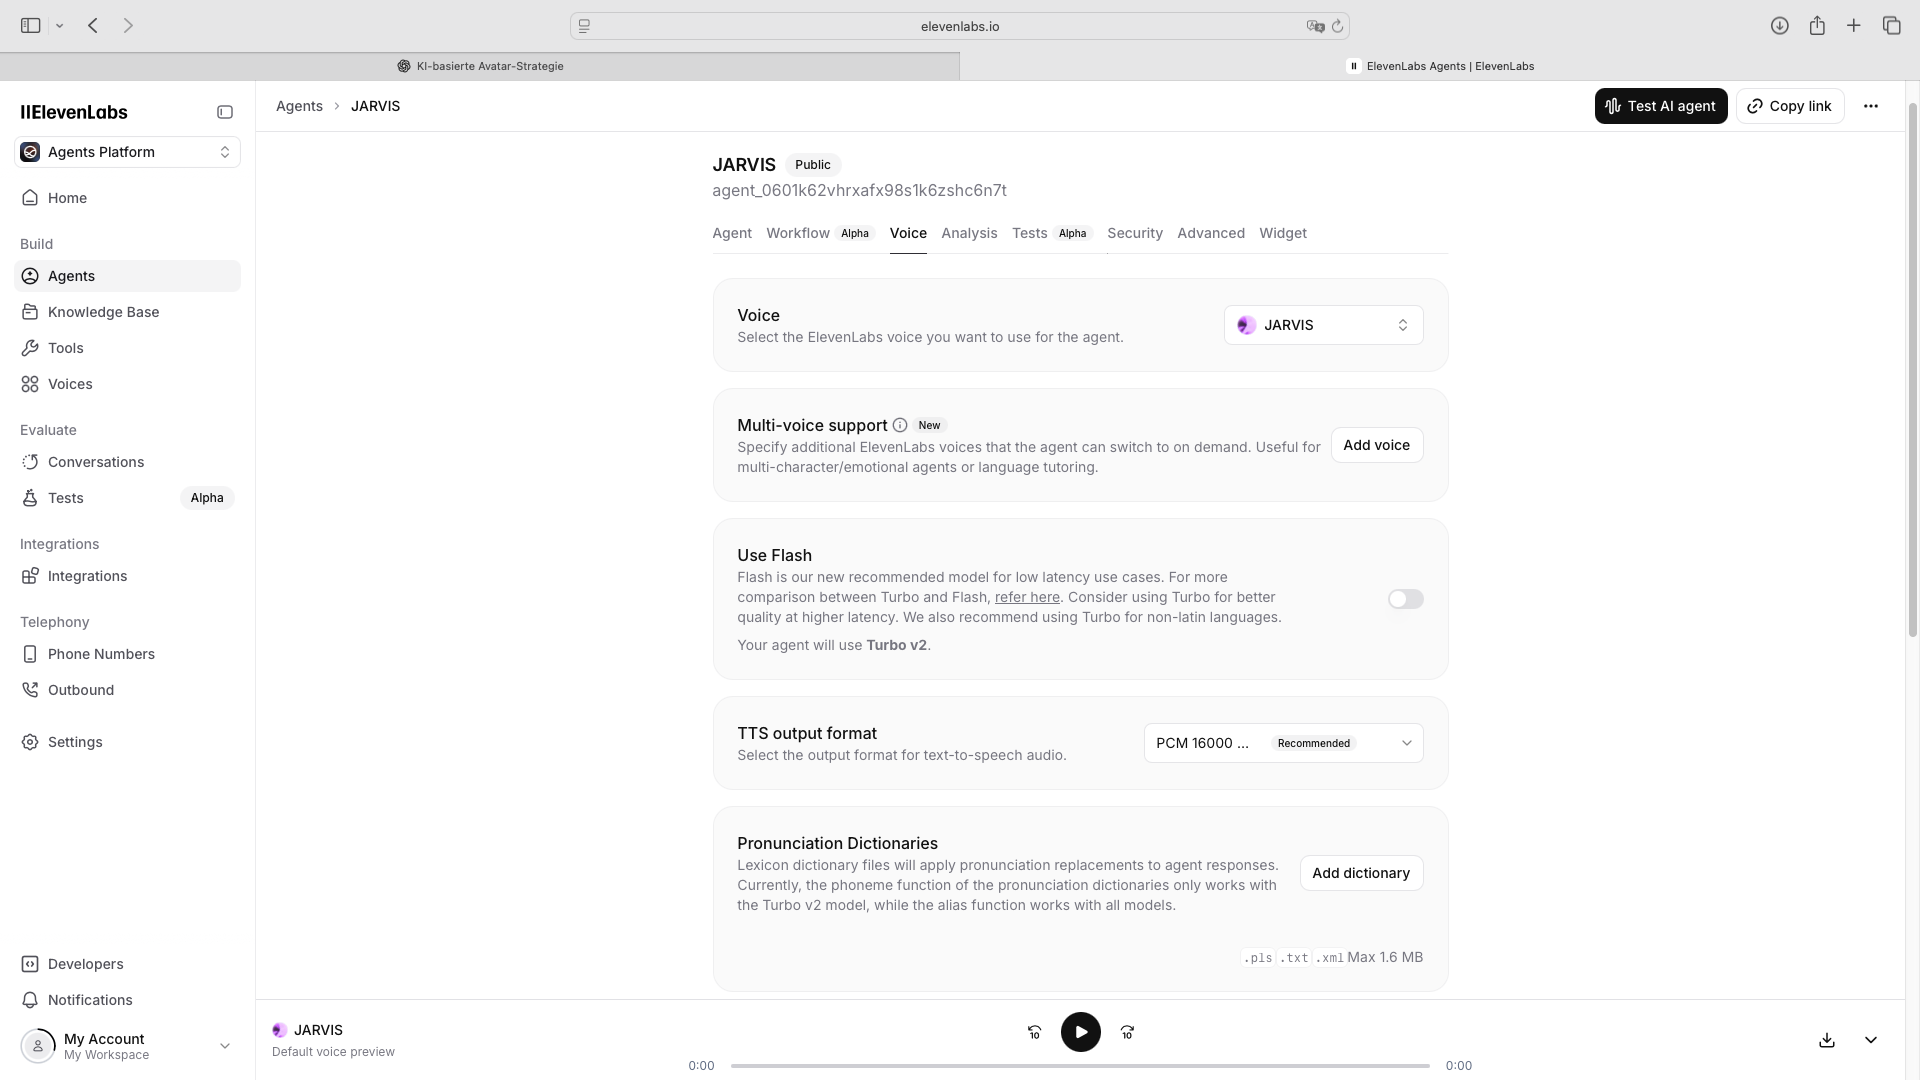 elevenlabs.io
KI-basierte Avatar-Strategie
ElevenLabs Agents | ElevenLabs
IIElevenLabs
Agents Platform
Home
Build
Agents
Knowledge Base
Tools
Voices
Evaluate
Conversations
Tests Alpha
Integrations
Integrations
Telephony
Phone Numbers
Outbound
Settings
Developers
Notifications
My Account
My Workspace
Agents > JARVIS
Test AI agent
Copy link
JARVIS Public
agent_0601k62vhrxafx98s1k6zshc6n7t
Agent Workflow Alpha Voice Analysis Tests Alpha Security Advanced Widget
Voice
Select the ElevenLabs voice you want to use for the agent.
JARVIS
Multi-voice support New
Specify additional ElevenLabs voices that the agent can switch to on demand. Useful for
multi-character/emotional agents or language tutoring.
Add voice
Use Flash
Flash is our new recommended model for low latency use cases. For more
comparison between Turbo and Flash, refer here. Consider using Turbo for better
quality at higher latency. We also recommend using Turbo for non-latin languages.
Your agent will use Turbo v2.
TTS output format
Select the output format for text-to-speech audio.
PCM 16000 ... Recommended
Pronunciation Dictionaries
Lexicon dictionary files will apply pronunciation replacements to agent responses.
Currently, the phoneme function of the pronunciation dictionaries only works with
the Turbo v2 model, while the alias function works with all models.
Add dictionary
.pls .txt .xml Max 1.6 MB
JARVIS
Default voice preview
10
10
0:00
0:00